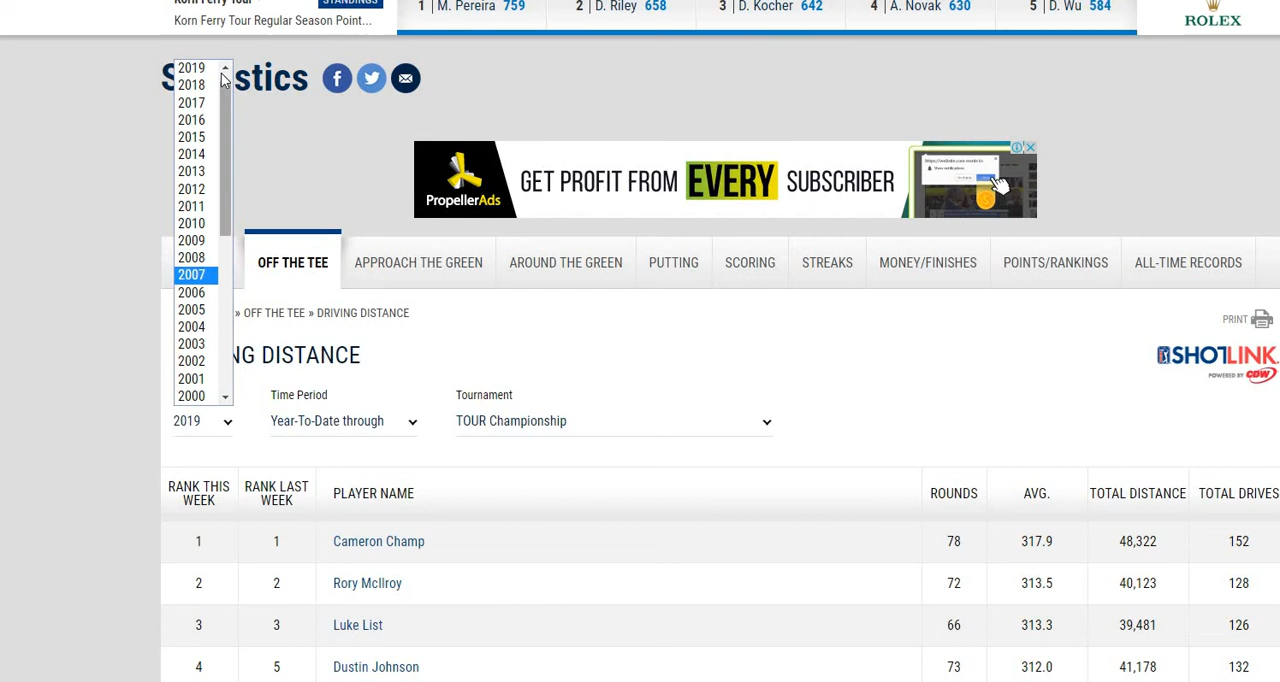 Korn Ferry Tour
STANDINGS
Korn Ferry Tour Regular Season Point...
1 | M. Pereira 759
2 | D. Riley 658
3 | D. Kocher 642
4 | A. Novak 630
5 | D. Wu 584
ROLEX
S stics
2019
2018
2017
2016
2015
2014
2013
2012
2011
2010
2009
2008
2007
2006
2005
2004
2003
2002
2001
2000
PropellerAds
GET PROFIT FROM EVERY SUBSCRIBER
OFF THE TEE
APPROACH THE GREEN
AROUND THE GREEN
PUTTING
SCORING
STREAKS
MONEY/FINISHES
POINTS/RANKINGS
ALL-TIME RECORDS
» OFF THE TEE » DRIVING DISTANCE
PRINT
NG DISTANCE
SHOTLINK
POWERED BY CDW
Time Period
Tournament
2019
Year-To-Date through
TOUR Championship
RANK THIS WEEK RANK LAST WEEK PLAYER NAME ROUNDS AVG. TOTAL DISTANCE TOTAL DRIVES
1 1 Cameron Champ 78 317.9 48,322 152
2 2 Rory McIlroy 72 313.5 40,123 128
3 3 Luke List 66 313.3 39,481 126
4 5 Dustin Johnson 73 312.0 41,178 132